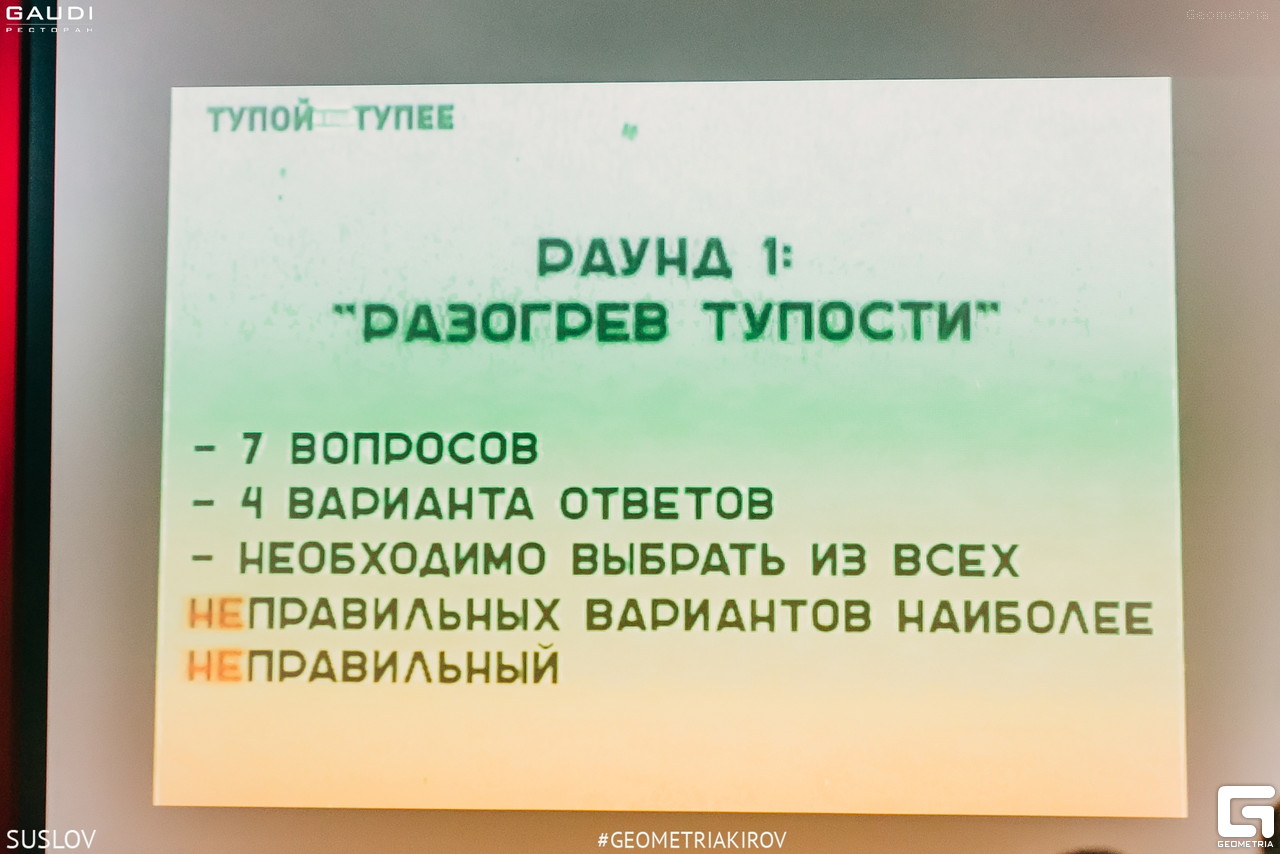 GAUDI
РЕСТОРАН
Geometria
ТУПОЙ ТУПЕЕ
РАУНД 1:
"РАЗОГРЕВ ТУПОСТИ"
- 7 ВОПРОСОВ
- 4 ВАРИАНТА ОТВЕТОВ
- НЕОБХОДИМО ВЫБРАТЬ ИЗ ВСЕХ
НЕПРАВИЛЬНЫХ ВАРИАНТОВ НАИБОЛЕЕ
НЕПРАВИЛЬНЫЙ
SUSLOV
#GEOMETRIAKIROV
GEOMETRIA